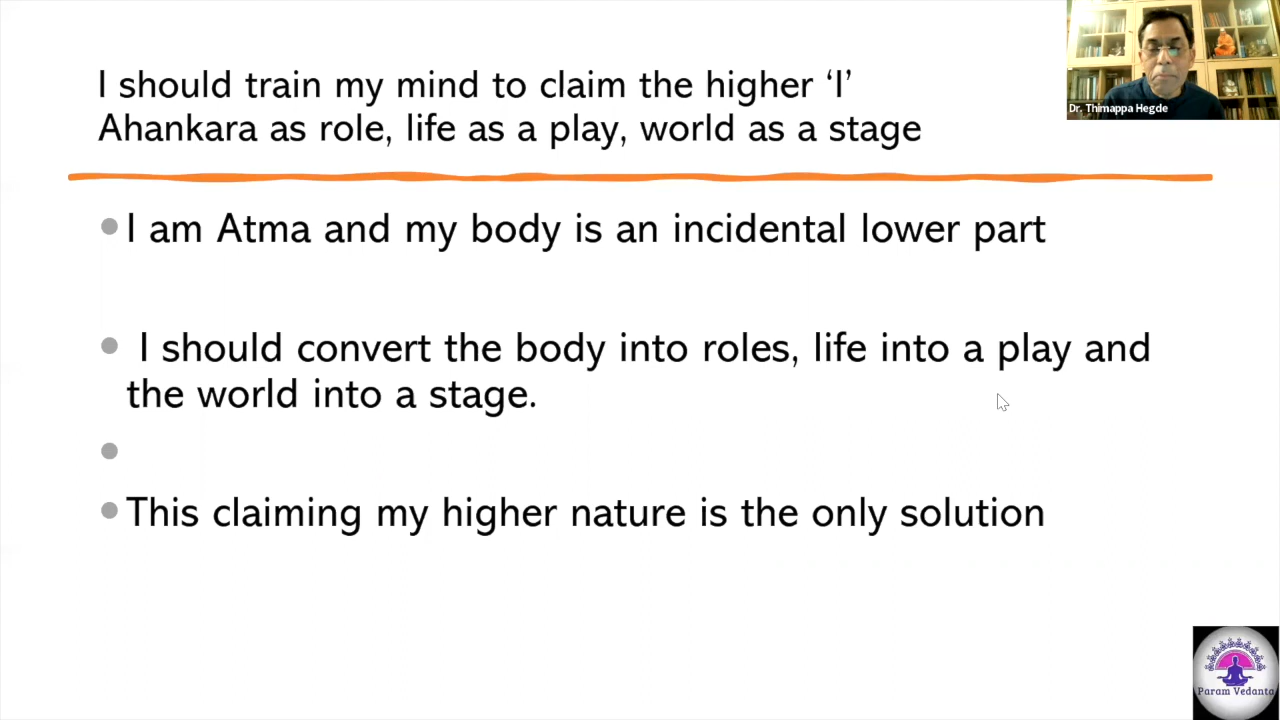 I should train my mind to claim the higher ‘I’
Ahankara as role, life as a play, world as a stage
Dr. Thimappa Hegde
I am Atma and my body is an incidental lower part
I should convert the body into roles, life into a play and
the world into a stage.
This claiming my higher nature is the only solution
Param Vedanta